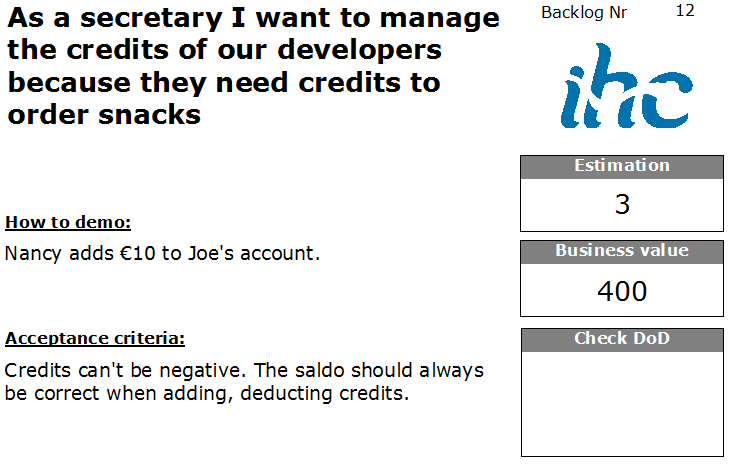 As a secretary I want to manage
the credits of our developers
because they need credits to
order snacks
Backlog Nr 12
ihc
Estimation
3
How to demo:
Nancy adds €10 to Joe's account.
Business value
400
Acceptance criteria:
Credits can't be negative. The saldo should always
be correct when adding, deducting credits.
Check DoD